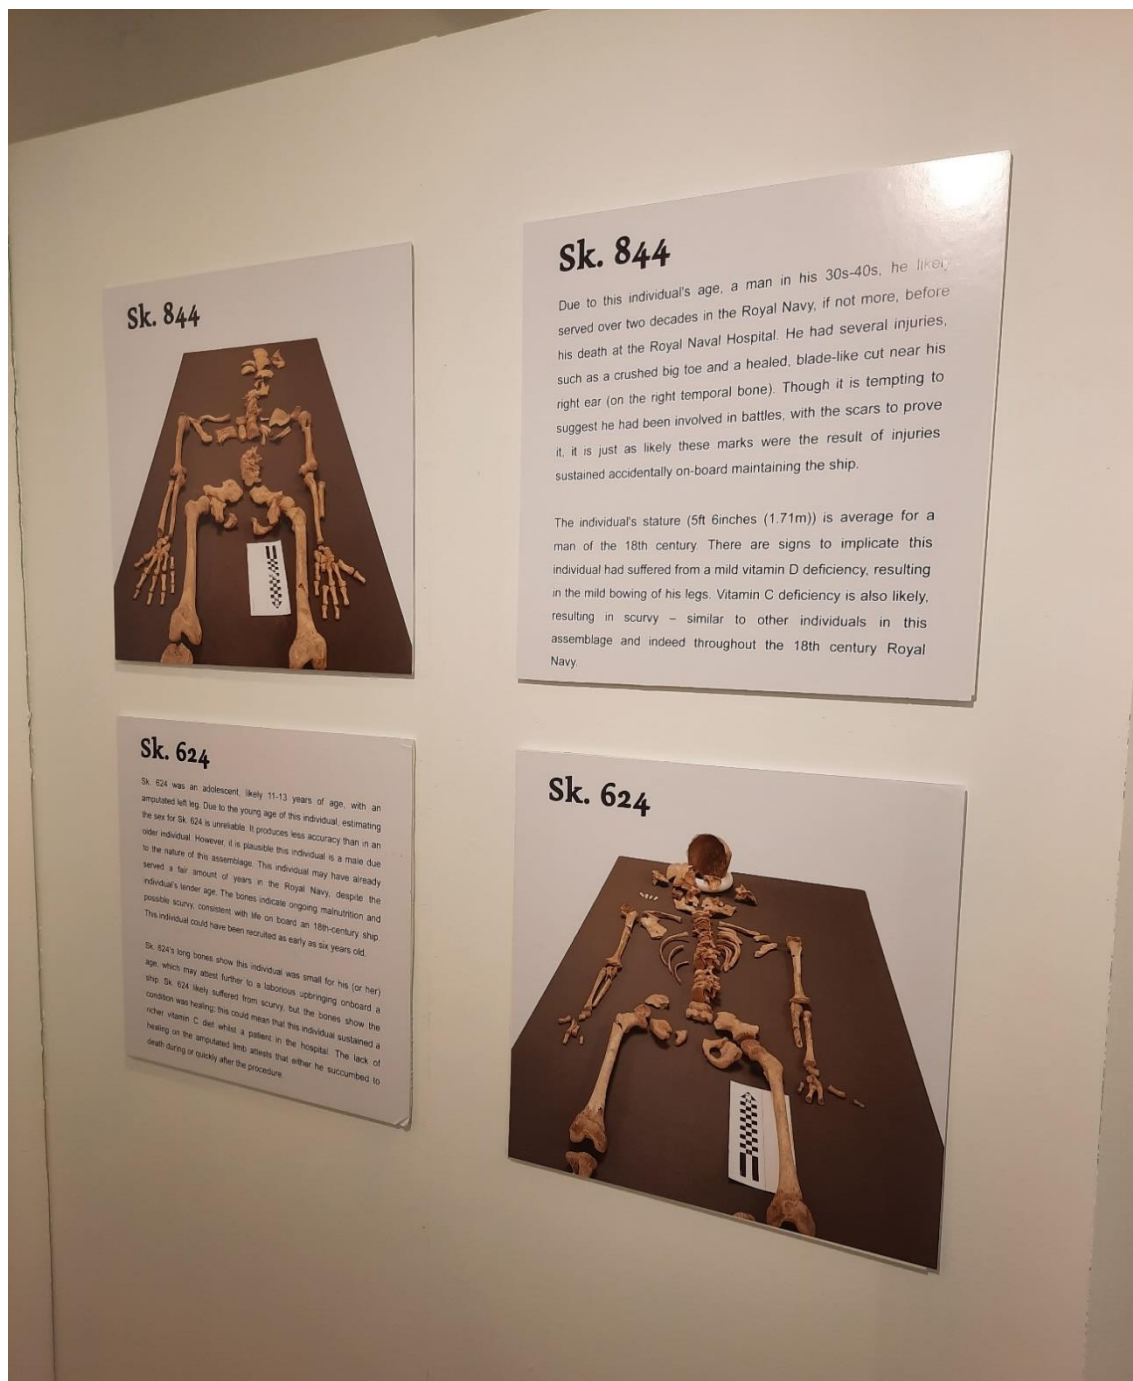 Sk. 844
Sk. 844
Due to this individual's age, a man in his 30s-40s, he likely
served over two decades in the Royal Navy, if not more, before
his death at the Royal Naval Hospital. He had several injuries,
such as a crushed big toe and a healed, blade-like cut near his
right ear (on the right temporal bone). Though it is tempting to
suggest he had been involved in battles, with the scars to prove
it, it is just as likely these marks were the result of injuries
sustained accidentally on-board maintaining the ship.
The individual's stature (5ft 6inches (1.71m)) is average for a
man of the 18th century. There are signs to implicate this
individual had suffered from a mild vitamin D deficiency, resulting
in the mild bowing of his legs. Vitamin C deficiency is also likely,
resulting in scurvy – similar to other individuals in this
assemblage and indeed throughout the 18th century Royal
Navy.
Sk. 624
Sk. 624 was an adolescent, likely 11-13 years of age, with an
amputated left leg. Due to the young age of this individual, estimating
the sex for Sk. 624 is unreliable. It produces less accuracy than in an
older individual. However, it is plausible this individual is a male due
to the nature of this assemblage. This individual may have already
served a fair amount of years in the Royal Navy, despite the
individual's tender age. The bones indicate ongoing malnutrition and
possible scurvy, consistent with life on board an 18th-century ship.
This individual could have been recruited as early as six years old.
Sk. 624's long bones show this individual was small for his (or her)
age, which may attest further to a laborious upbringing onboard a
ship. Sk. 624 likely suffered from scurvy, but the bones show the
condition was healing; this could mean that this individual sustained a
richer vitamin C diet whilst a patient in the hospital. The lack of
healing on the amputated limb attests that either he succumbed to
death during or quickly after the procedure.
Sk. 624